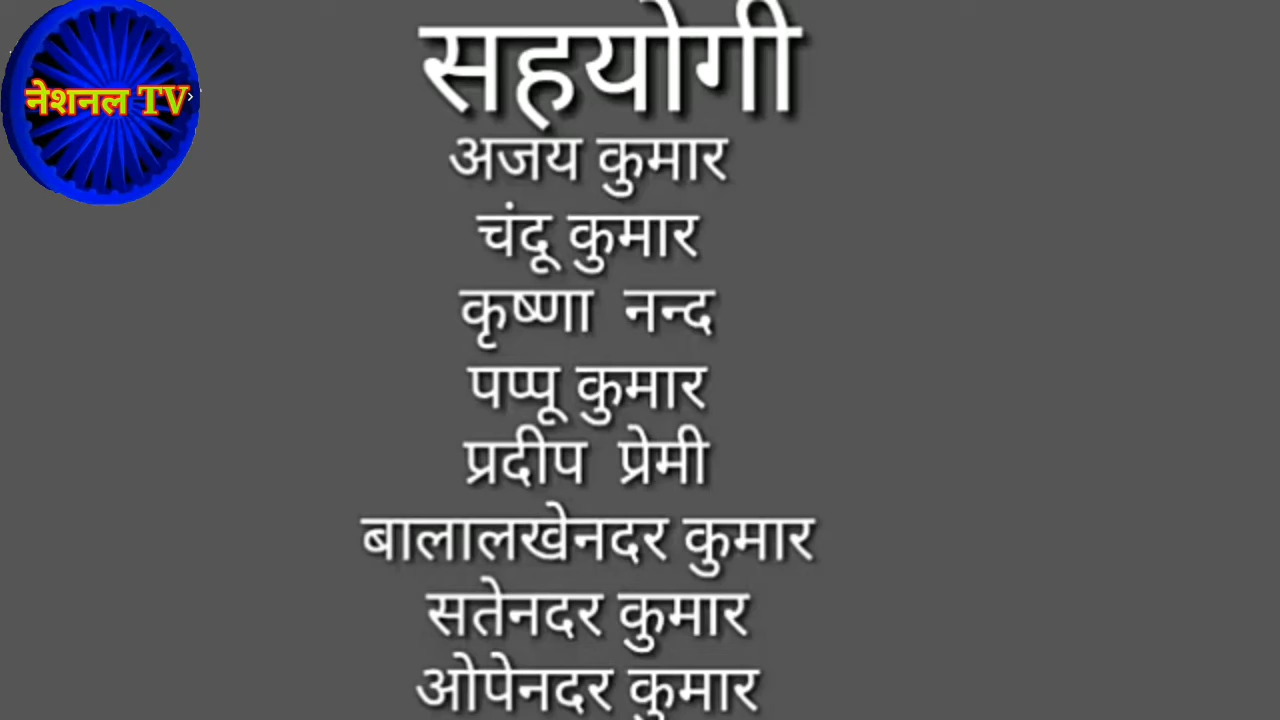 नेशनल TV
सहयोगी
अजय कुमार
चंदू कुमार
कृष्णा नन्द
पप्पू कुमार
प्रदीप प्रेमी
बालालखेनदर कुमार
सतेनदर कुमार
ओपेनदर कुमार